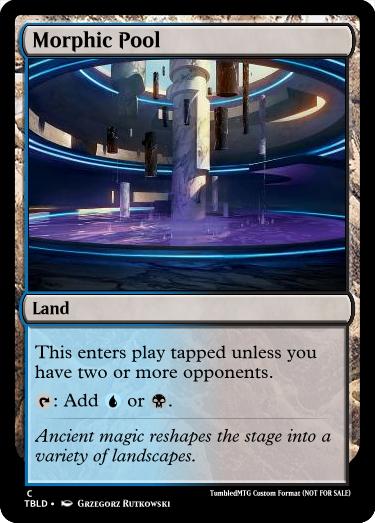 Morphic Pool
Land
This enters play tapped unless you
have two or more opponents.
: Add or .
Ancient magic reshapes the stage into a
variety of landscapes.
C
TBLD • Grzegorz Rutkowski
TumbledMTG Custom Format (NOT FOR SALE)